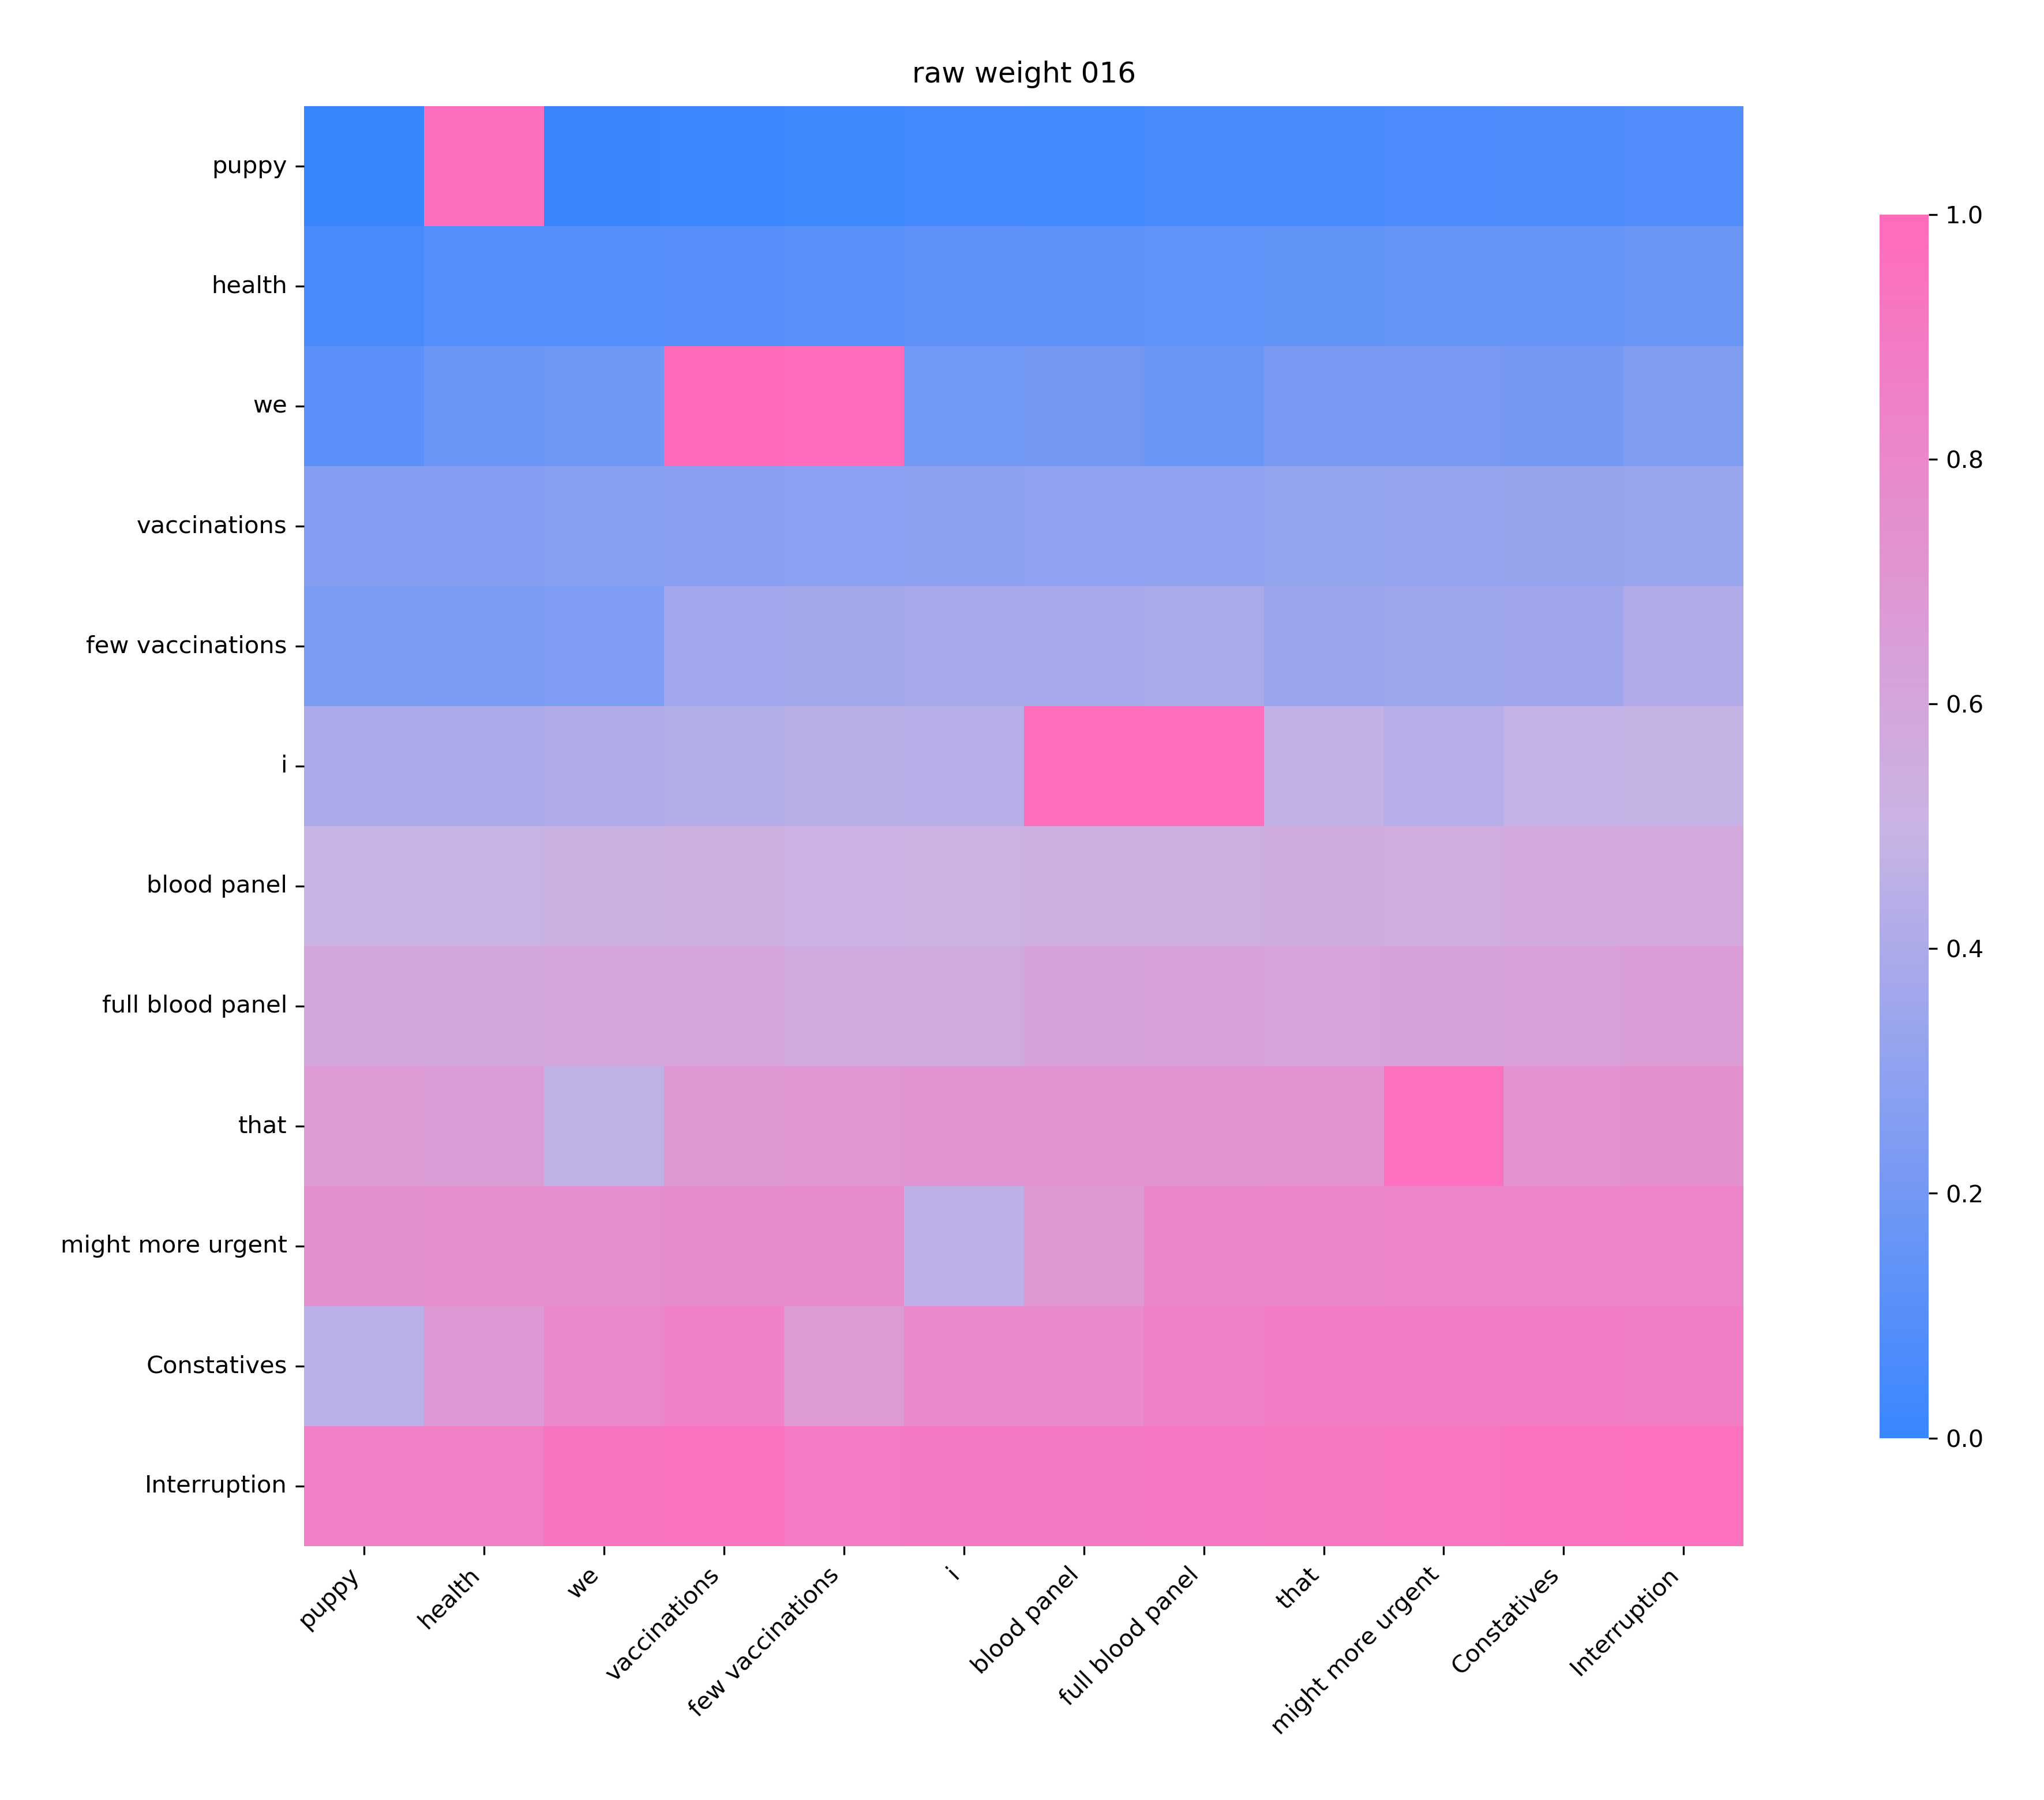 raw weight 016
puppy
health
we
vaccinations
few vaccinations
i
blood panel
full blood panel
that
might more urgent
Constatives
Interruption
puppy
health
we
vaccinations
few vaccinations
i
blood panel
full blood panel
that
might more urgent
Constatives
Interruption
1.0
0.8
0.6
0.4
0.2
0.0